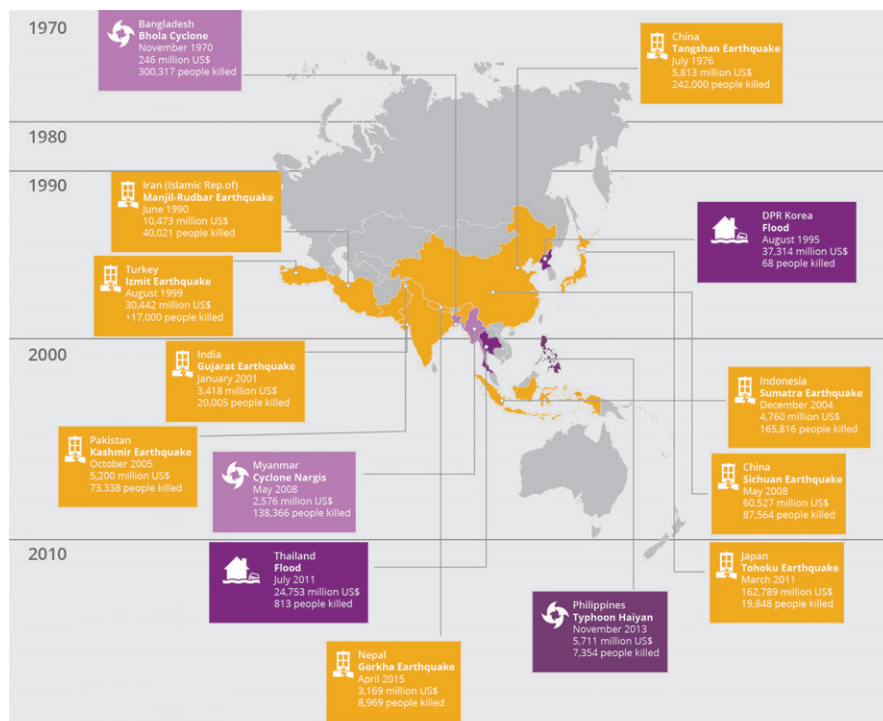 1970
Bangladesh
Bhola Cyclone
November 1970
246 million US$
300,317 people killed
China
Tangshan Earthquake
July 1976
5,813 million US$
242,000 people killed
1980
1990
Iran (Islamic Rep.of)
Manjil-Rudbar Earthquake
June 1990
10,473 million US$
40,021 people killed
DPR Korea
Flood
August 1995
37,314 million US$
68 people killed
Turkey
Izmit Earthquake
August 1999
30,442 million US$
+17,000 people killed
2000
India
Gujarat Earthquake
January 2001
3,418 million US$
20,005 people killed
Indonesia
Sumatra Earthquake
December 2004
4,760 million US$
165,816 people killed
Pakistan
Kashmir Earthquake
October 2005
5,200 million US$
73,338 people killed
Myanmar
Cyclone Nargis
May 2008
2,576 million US$
138,366 people killed
China
Sichuan Earthquake
May 2008
60,527 million US$
87,564 people killed
2010
Thailand
Flood
July 2011
24,753 million US$
813 people killed
Japan
Tohoku Earthquake
March 2011
162,789 million US$
19,848 people killed
Philippines
Typhoon Haiyan
November 2013
5,711 million US$
7,354 people killed
Nepal
Gorkha Earthquake
April 2015
3,169 million US$
8,969 people killed